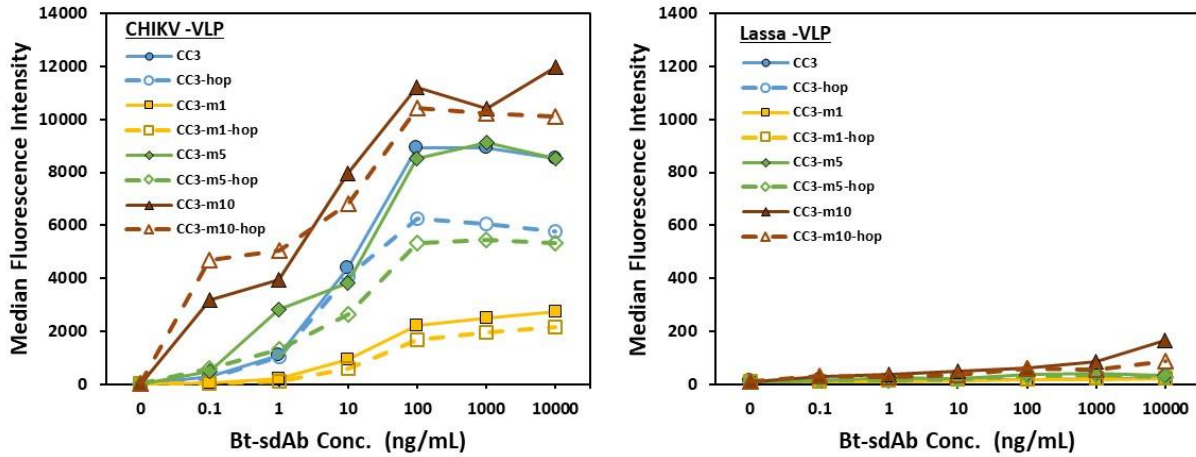 CHIKV -VLP
CC3
CC3-hop
CC3-m1
CC3-m1-hop
CC3-m5
CC3-m5-hop
CC3-m10
CC3-m10-hop
Median Fluorescence Intensity
14000
12000
10000
8000
6000
4000
2000
0
0 0.1 1 10 100 1000 10000
Bt-sdAb Conc. (ng/mL)
Lassa -VLP
CC3
CC3-hop
CC3-m1
CC3-m1-hop
CC3-m5
CC3-m5-hop
CC3-m10
CC3-m10-hop
Median Fluorescence Intensity
1400
1200
1000
800
600
400
200
0
0 0.1 1 10 100 1000 10000
Bt-sdAb Conc. (ng/mL)